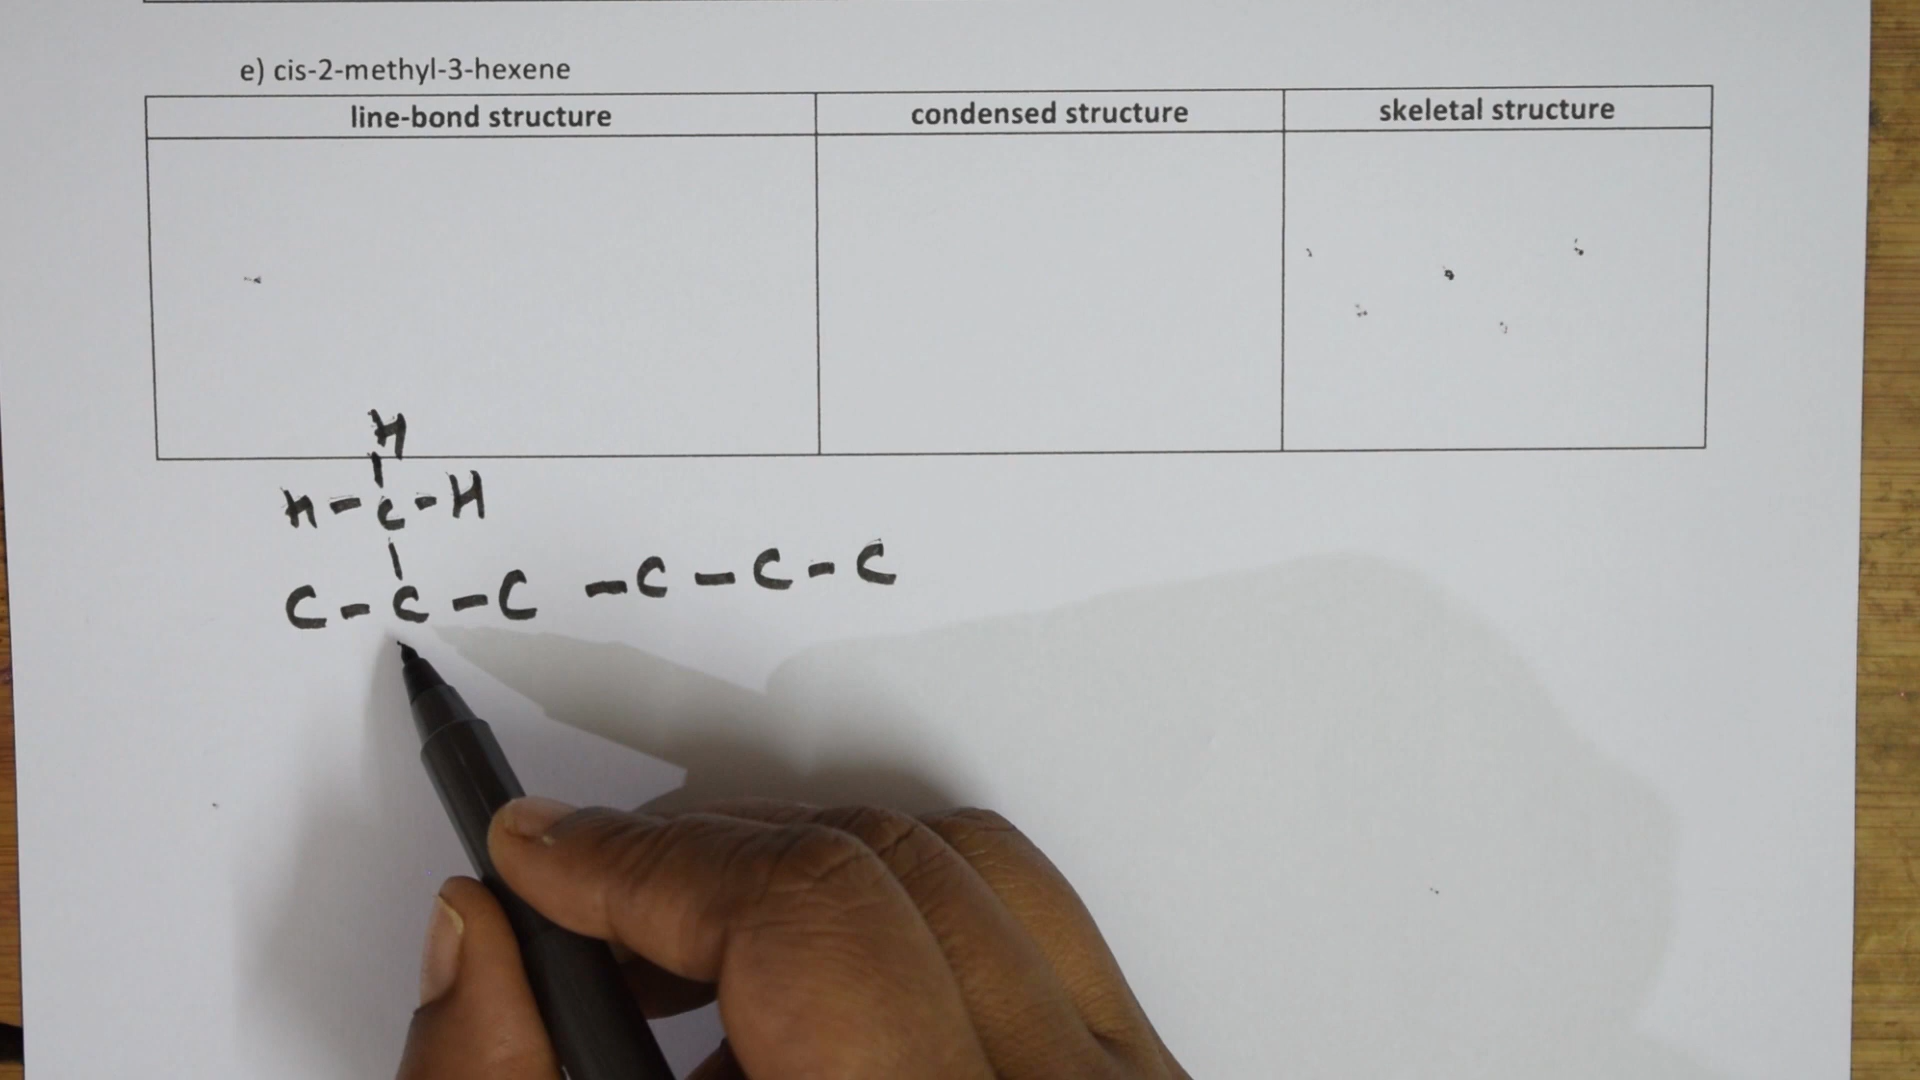 e) cis-2-methyl-3-hexene
line-bond structure condensed structure skeletal structure
H
H-C-H
C-C-C -C-C-C